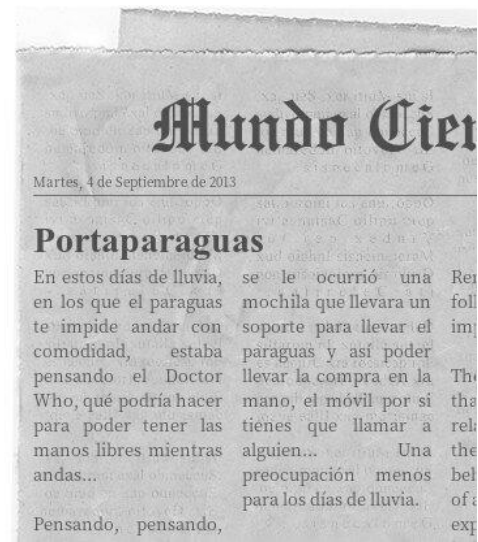 Mundo Cien
Martes, 4 de Septiembre de 2013
Portaparaguas
En estos días de lluvia,
en los que el paraguas
te impide andar con
comodidad, estaba
pensando el Doctor
Who, qué podría hacer
para poder tener las
manos libres mientras
andas...
Pensando, pensando,
se le ocurrió una
mochila que llevara un
soporte para llevar el
paraguas y así poder
llevar la compra en la
mano, el móvil por si
tienes que llamar a
alguien... Una
preocupación menos
para los días de lluvia.